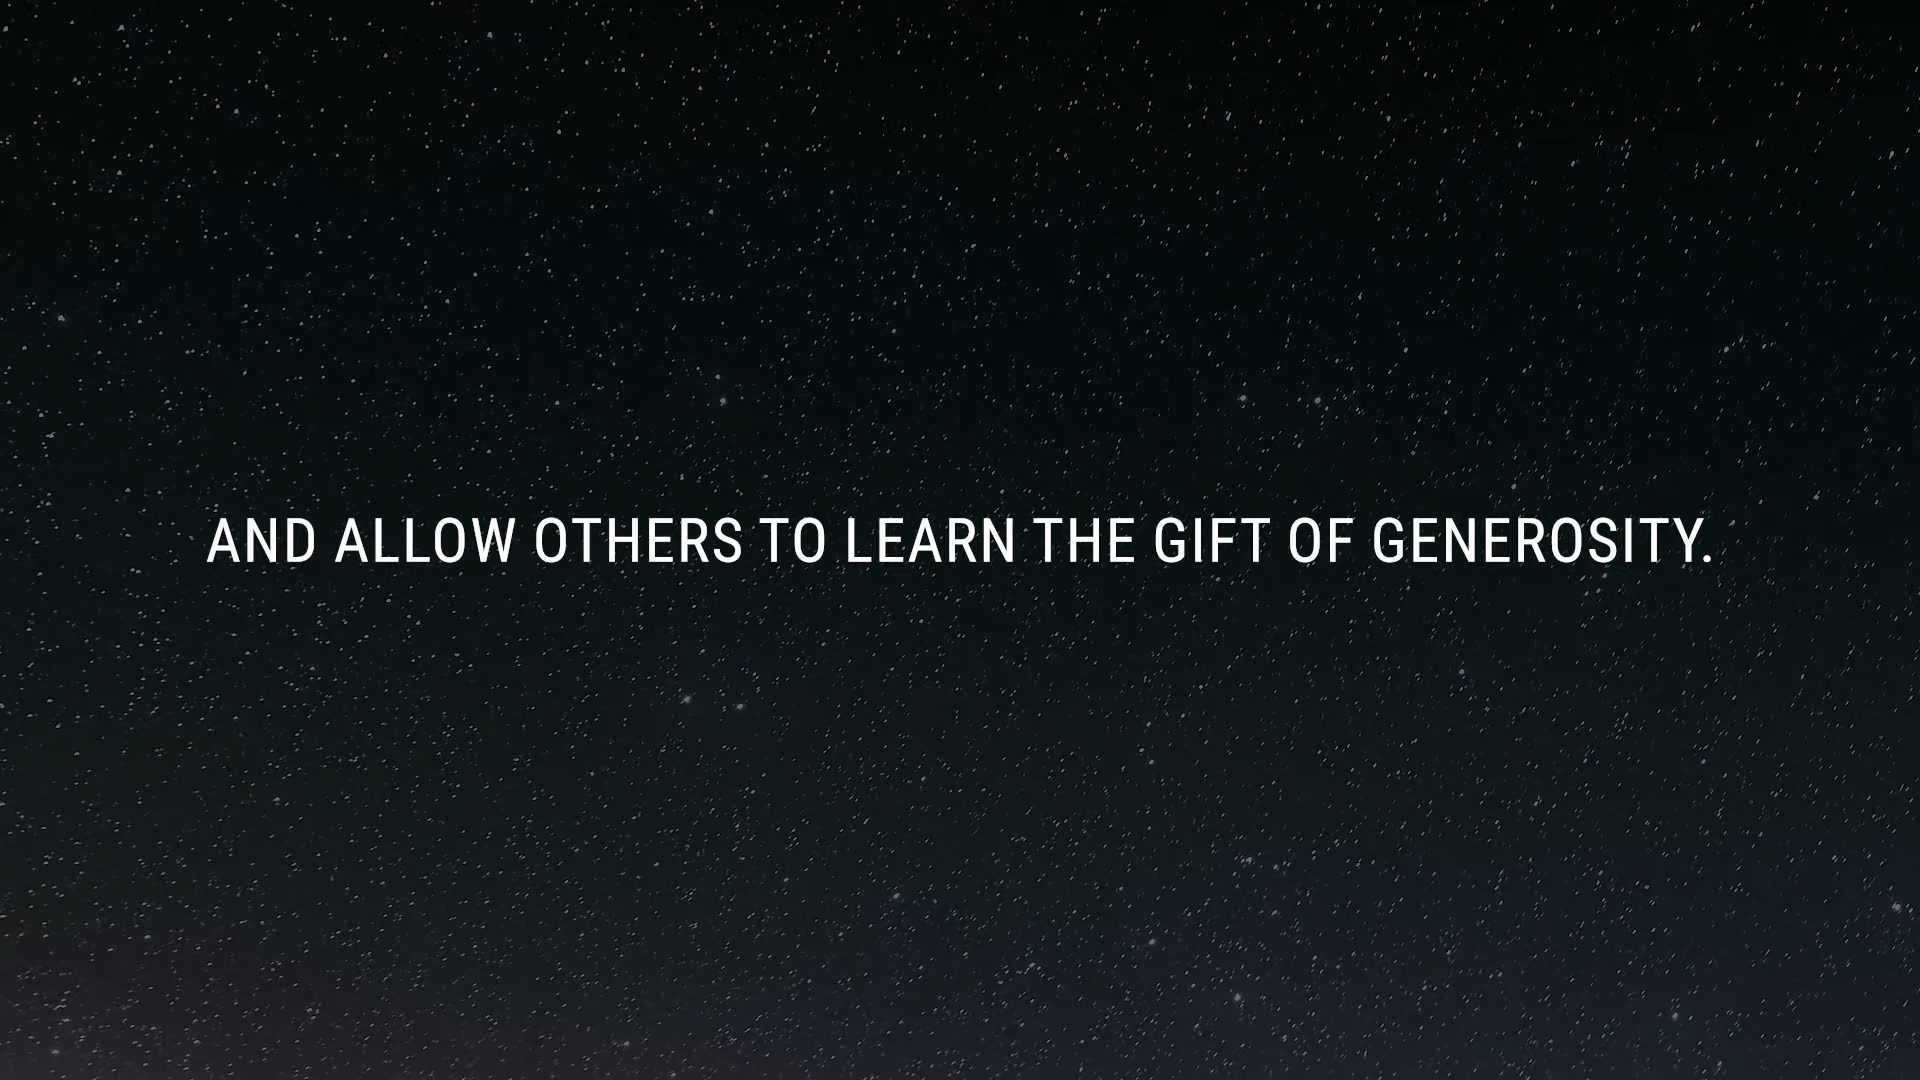 AND ALLOW OTHERS TO LEARN THE GIFT OF GENEROSITY.